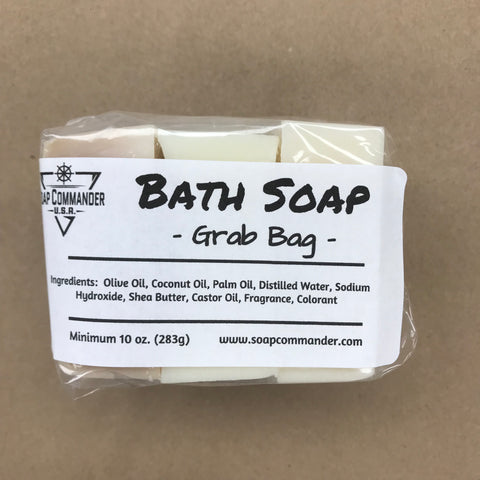 BATH SOAP
- Grab Bag -
AP COMMANDER
U.S.A.
Ingredients: Olive Oil, Coconut Oil, Palm Oil, Distilled Water, Sodium
Hydroxide, Shea Butter, Castor Oil, Fragrance, Colorant
Minimum 10 oz. (283g)
www.soapcommander.com